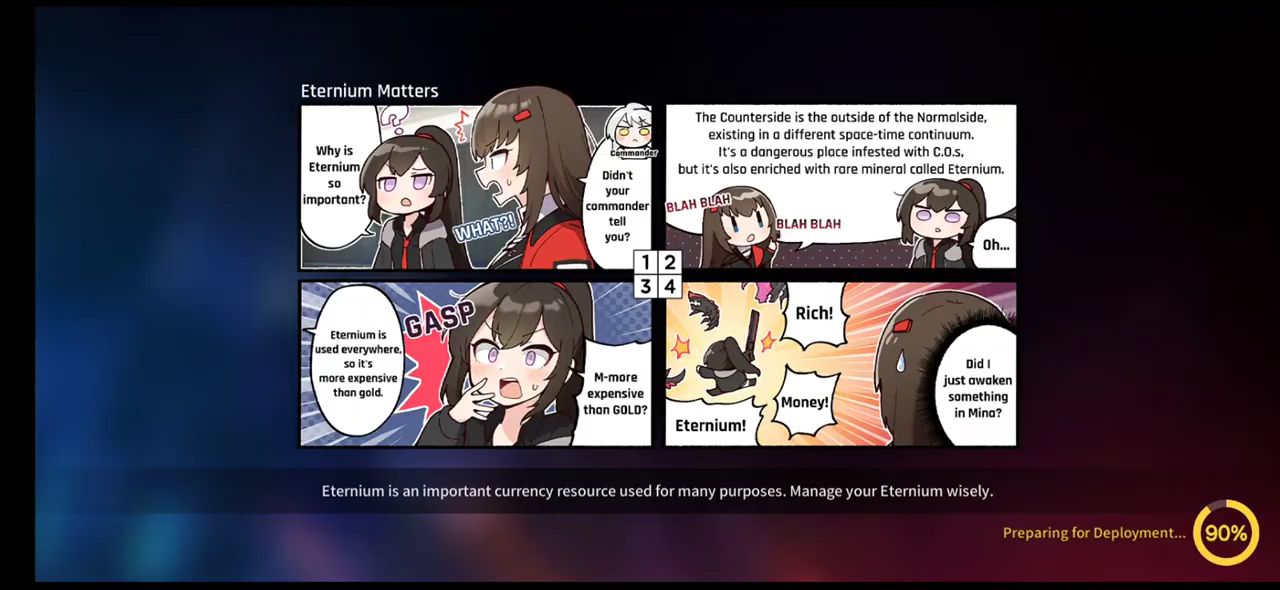 Eternium Matters
Why is
Eternium
so
important?
WHAT?!
Commander
Didn't
your
commander
tell
you?
The Counterside is the outside of the Normalside,
existing in a different space-time continuum.
It's a dangerous place infested with C.O.s,
but it's also enriched with rare mineral called Eternium.
BLAH BLAH
BLAH BLAH
Oh...
1 2
3 4
Eternium is
used everywhere,
so it's
more expensive
than gold.
GASP
M-more
expensive
than GOLD?
Rich!
Money!
Eternium!
Did I
just awaken
something
in Mina?
Eternium is an important currency resource used for many purposes. Manage your Eternium wisely.
Preparing for Deployment...
90%